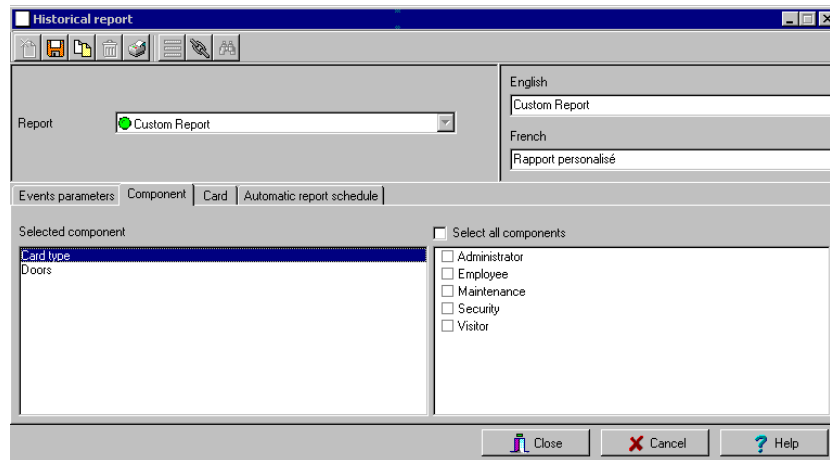 Historical report
English
Custom Report
Report
Custom Report
French
Rapport personalisé
Events parameters
Component
Card
Automatic report schedule
Selected component
Select all components
Card type
Doors
Administrator
Employee
Maintenance
Security
Visitor
Close
Cancel
Help